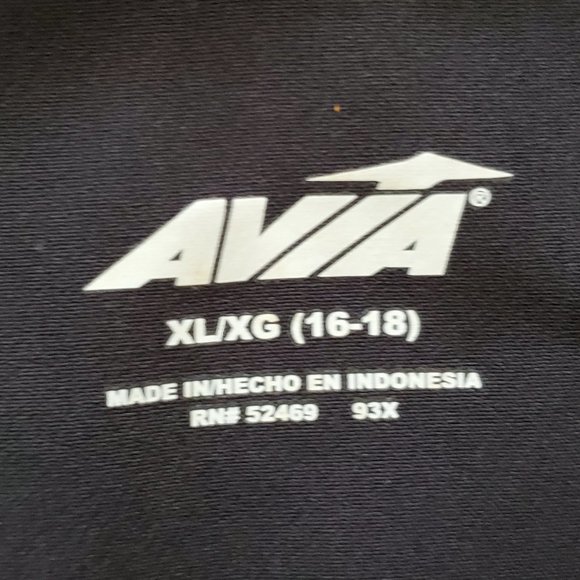 AVIA®
XL/XG (16-18)
MADE IN/HECHO EN INDONESIA
RN# 52469 93X